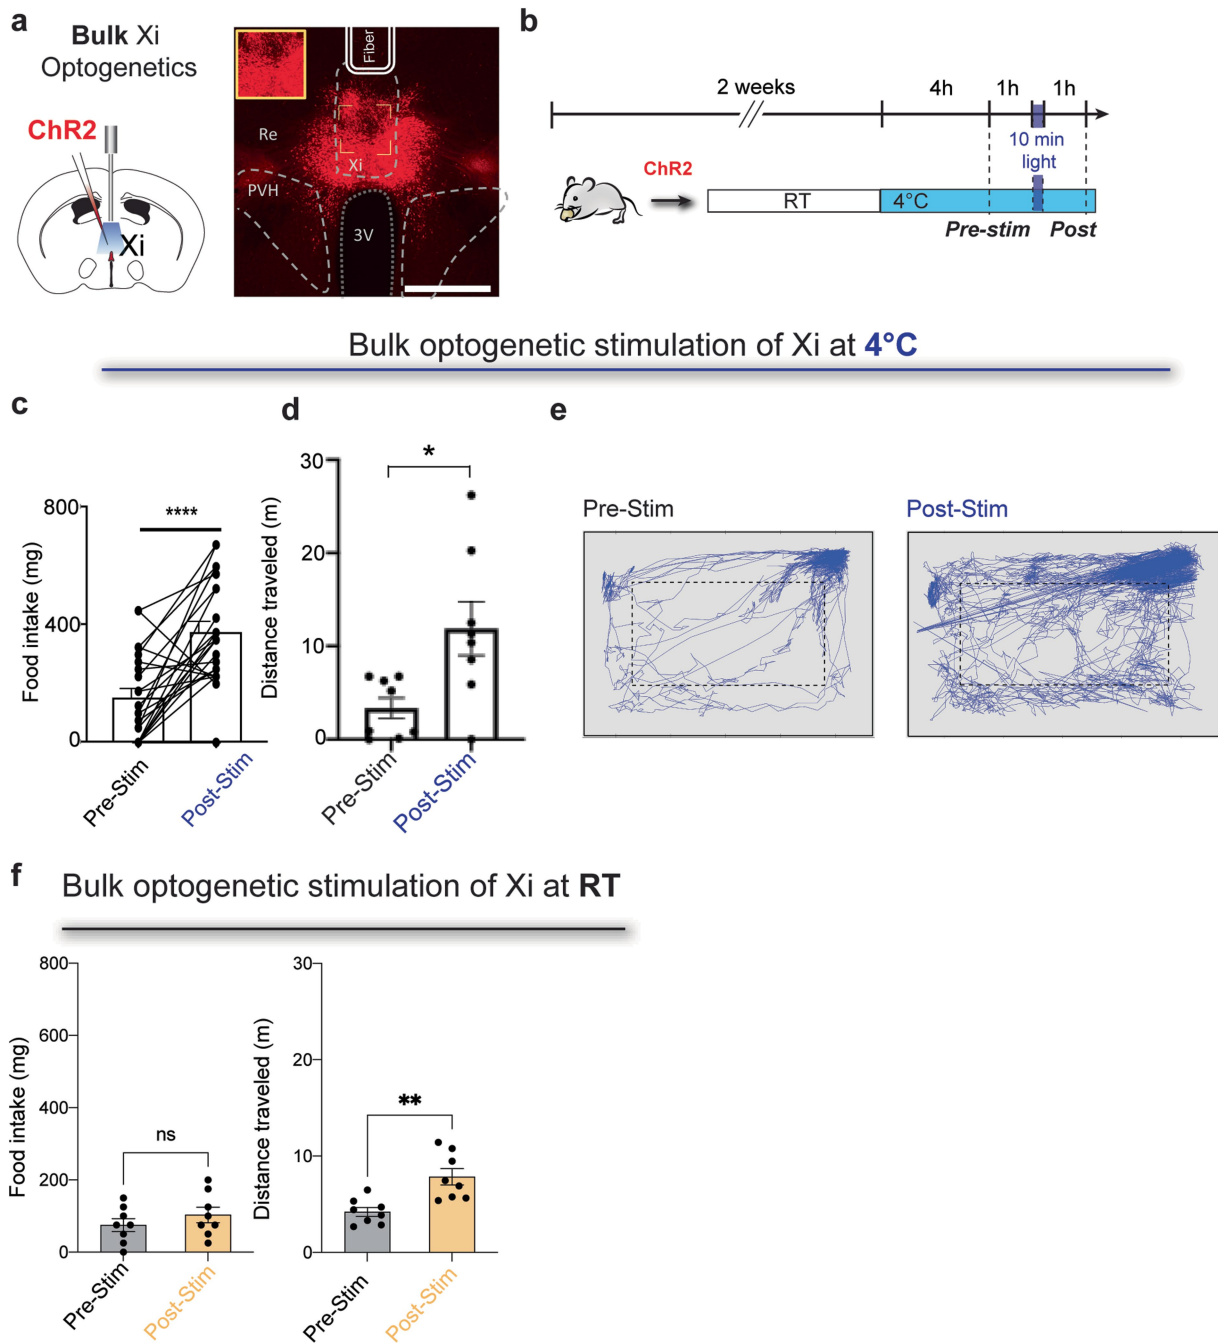 a
Bulk Xi
Optogenetics
ChR2
Xi
Fiber
Re
Xi
PVH
3V
b
2 weeks
4h
1h
1h
10 min
light
ChR2
RT
4°C
Pre-stim
Post
Bulk optogenetic stimulation of Xi at 4°C
c
Food intake (mg)
800
400
0
****
Pre-Stim
Post-Stim
d
Distance traveled (m)
30
20
10
0
*
Pre-Stim
Post-Stim
e
Pre-Stim
Post-Stim
f
Bulk optogenetic stimulation of Xi at RT
Food intake (mg)
800
600
400
200
0
ns
Pre-Stim
Post-Stim
Distance traveled (m)
30
20
10
0
**
Pre-Stim
Post-Stim